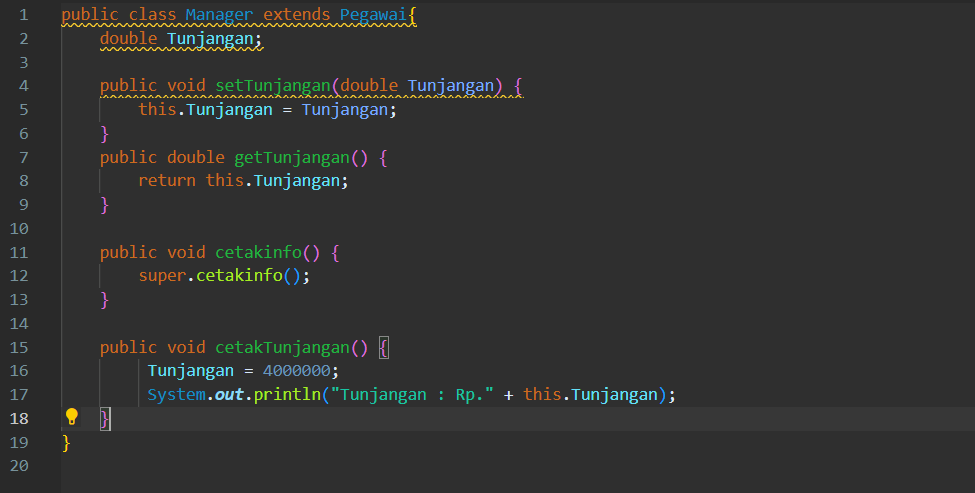 1 public class Manager extends Pegawai{
2 double Tunjangan;
3
4 public void setTunjangan(double Tunjangan) {
5 this.Tunjangan = Tunjangan;
6 }
7 public double getTunjangan() {
8 return this.Tunjangan;
9 }
10
11 public void cetakinfo() {
12 super.cetakinfo();
13 }
14
15 public void cetakTunjangan() {
16 Tunjangan = 4000000;
17 System.out.println("Tunjangan : Rp." + this.Tunjangan);
18 }
19 }
20